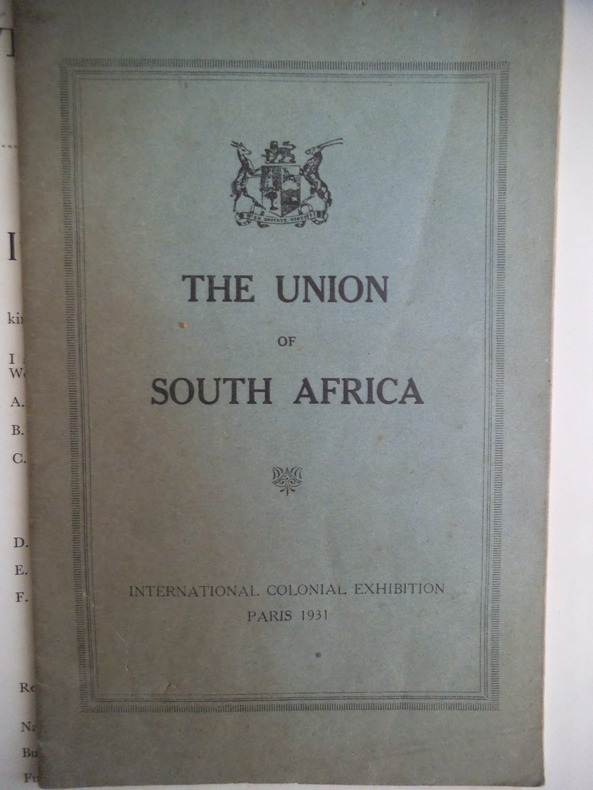 THE UNION
OF
SOUTH AFRICA
INTERNATIONAL COLONIAL EXHIBITION
PARIS 1931
I
A.
B.
C.
D.
E.
F.